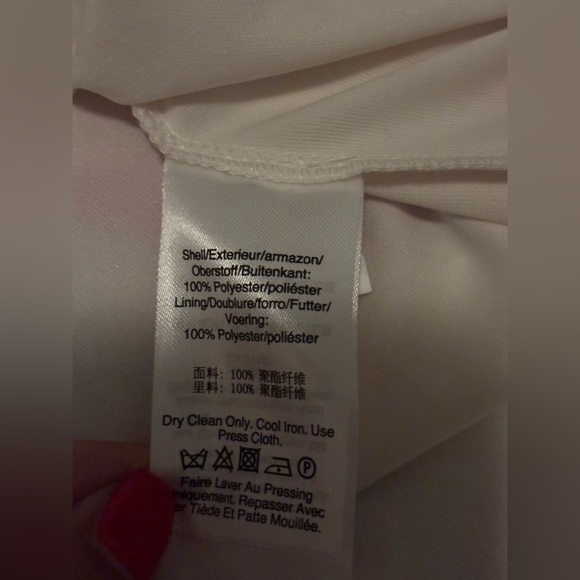 Shell/Exterieur/armazon/
Oberstoff/Buitenkant:
100% Polyester/poliéster
Lining/Doublure/forro/Futter/
Voering:
100% Polyester/poliéster
面料: 100% 聚酯纤维
里料: 100% 聚酯纤维
Dry Clean Only. Cool Iron. Use
Press Cloth.
P
Faire Laver Au Pressing
Repasser Avec
Tiède Et Patte Mouillée.